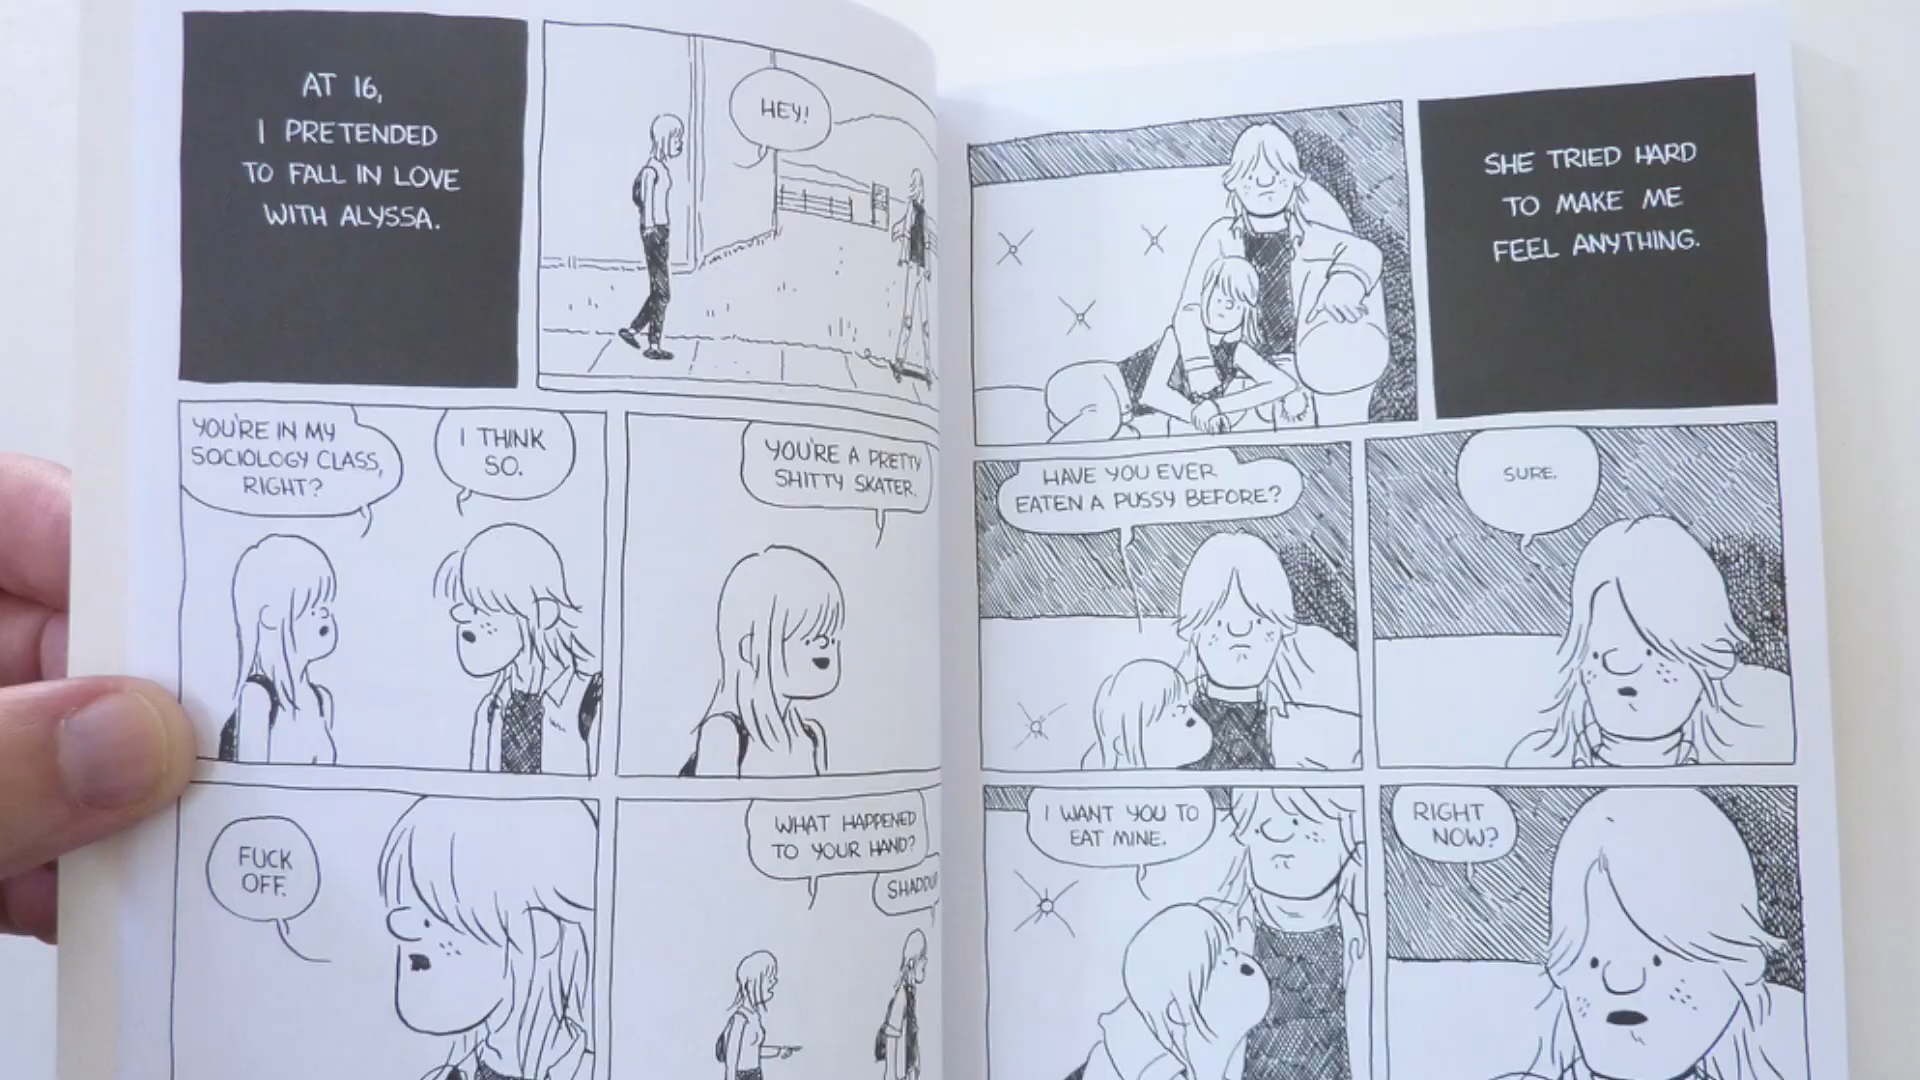 AT 16,
I PRETENDED
TO FALL IN LOVE
WITH ALYSSA.
HEY!
YOU'RE IN MY
SOCIOLOGY CLASS,
RIGHT?
I THINK
SO.
YOU'RE A PRETTY
SHITTY SKATER.
FUCK
OFF.
WHAT HAPPENED
TO YOUR HAND?
SHADDUP
SHE TRIED HARD
TO MAKE ME
FEEL ANYTHING.
HAVE YOU EVER
EATEN A PUSSY BEFORE?
SURE.
I WANT YOU TO
EAT MINE.
RIGHT
NOW?